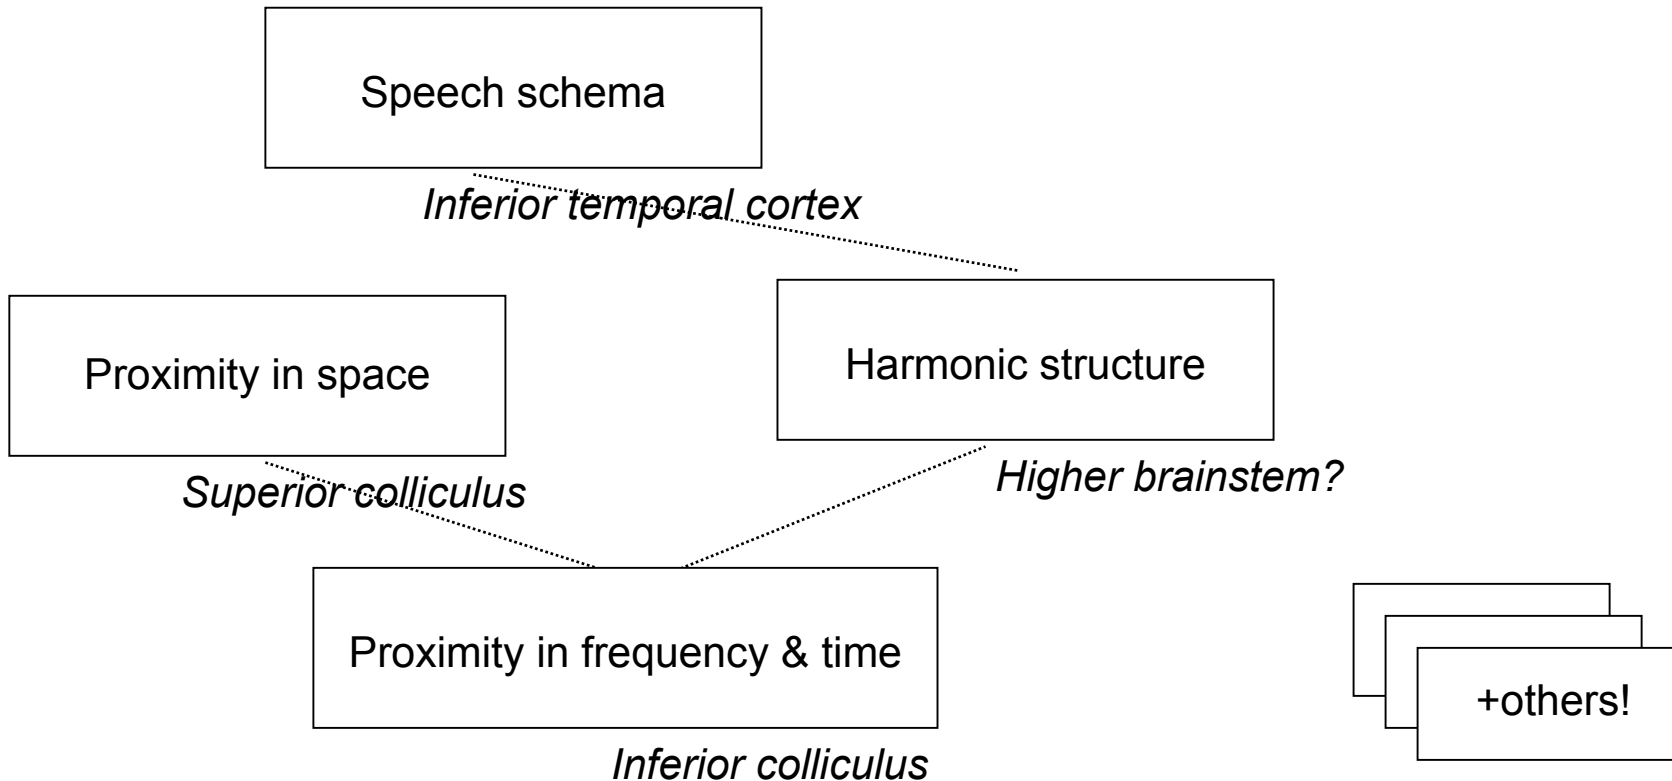 Speech schema
Inferior temporal cortex
Proximity in space
Harmonic structure
Superior colliculus
Higher brainstem?
Proximity in frequency & time
+others!
Inferior colliculus